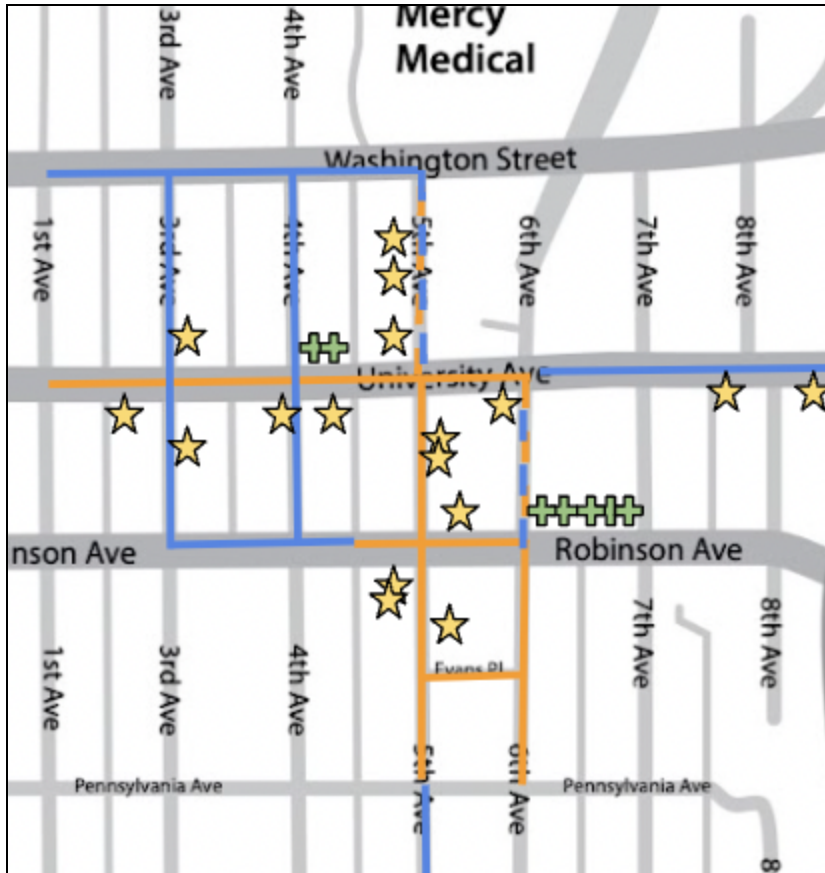 Mercy
Medical
3rd Ave
4th Ave
Washington Street
1st Ave
3rd Ave
4th Ave
5th Ave
6th Ave
7th Ave
8th Ave
University Ave
nson Ave
Robinson Ave
1st Ave
3rd Ave
4th Ave
7th Ave
8th Ave
Evans Pl
5th Ave
6th Ave
Pennsylvania Ave
Pennsylvania Ave
8